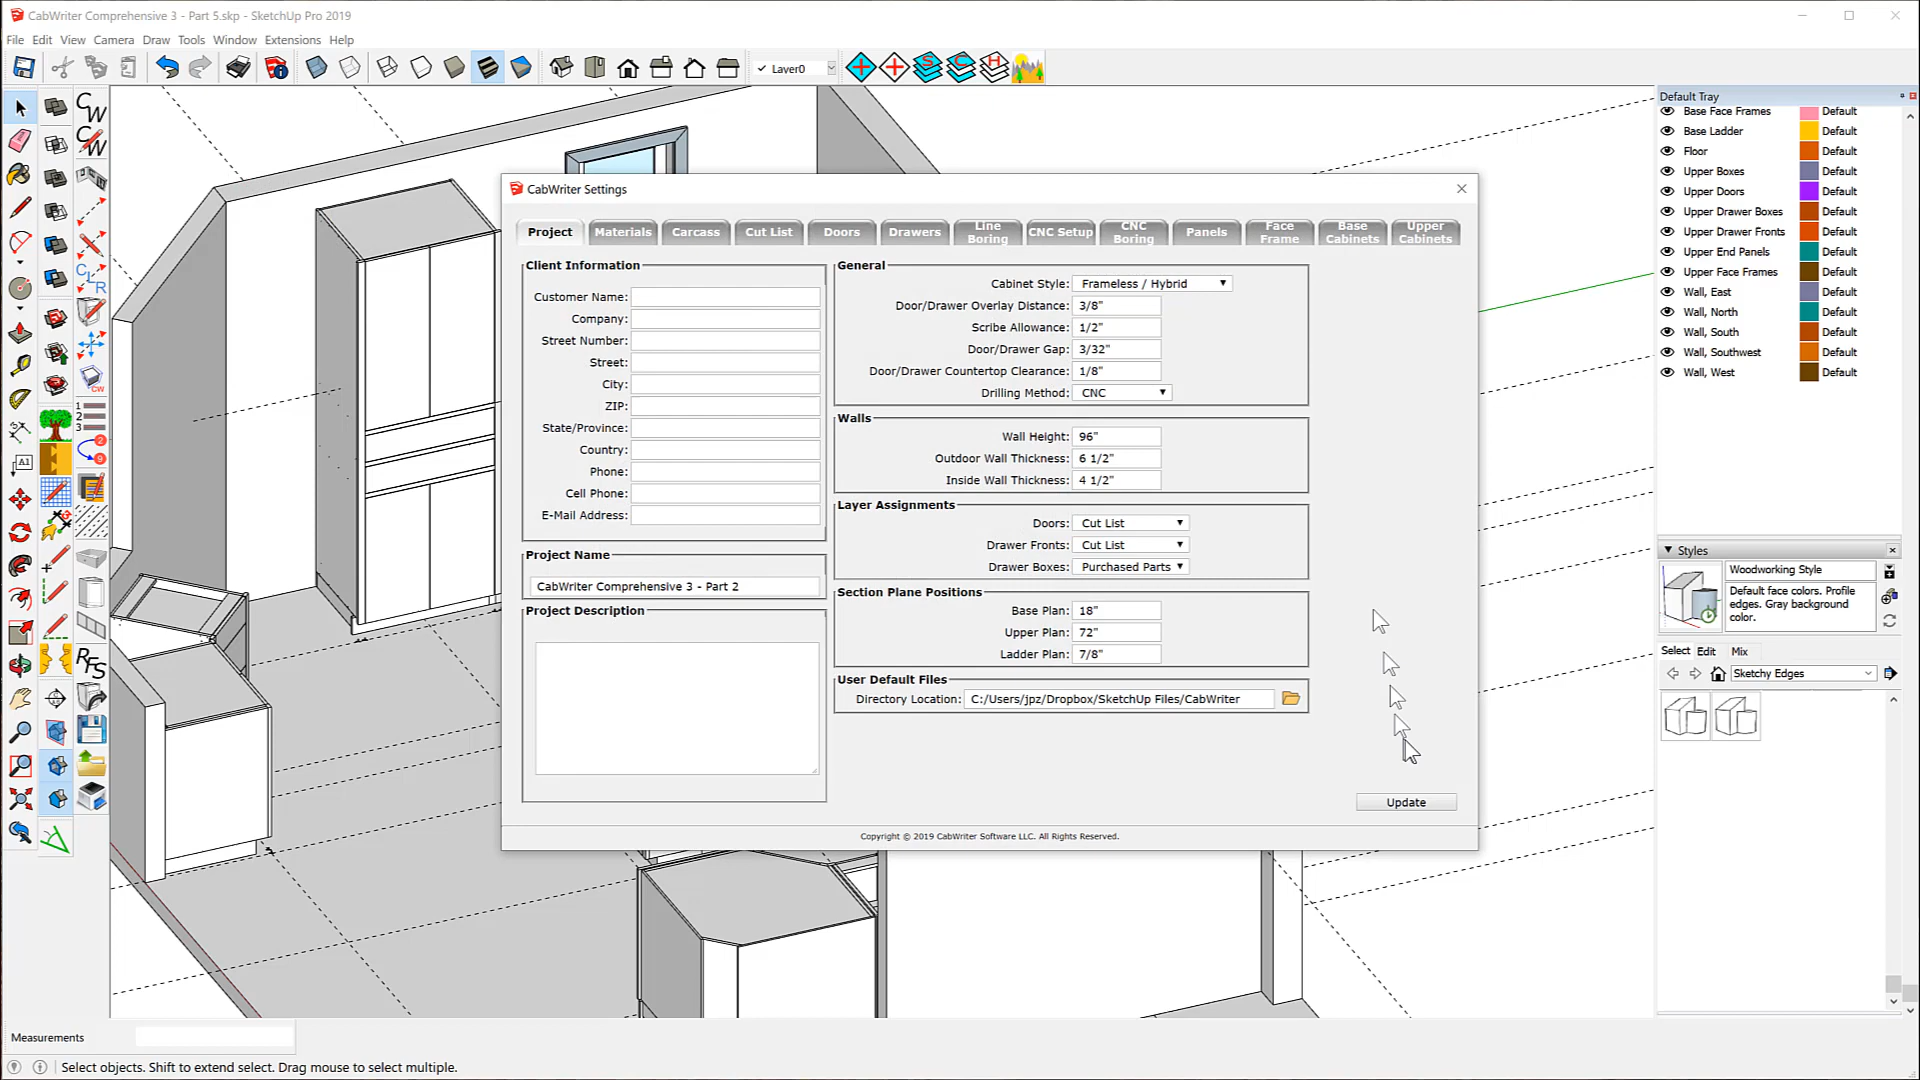 CabWriter Comprehensive 3 - Part 5.skp - SketchUp Pro 2019
File Edit View Camera Draw Tools Window Extensions Help
Layer0
S C H
Default Tray
Base Face Frames Default
Base Ladder Default
Floor Default
Upper Boxes Default
Upper Doors Default
Upper Drawer Boxes Default
Upper Drawer Fronts Default
Upper End Panels Default
Upper Face Frames Default
Wall, East Default
Wall, North Default
Wall, South Default
Wall, Southwest Default
Wall, West Default
Styles
Woodworking Style
Default face colors. Profile
edges. Gray background
color.
Select Edit Mix
Sketchy Edges
CabWriter Settings
Project Materials Carcass Cut List Doors Drawers Line Boring CNC Setup CNC Boring Panels Face Frame Base Cabinets Upper Cabinets
Client Information
Customer Name:
Company:
Street Number:
Street:
City:
ZIP:
State/Province:
Country:
Phone:
Cell Phone:
E-Mail Address:
Project Name
CabWriter Comprehensive 3 - Part 2
Project Description
General
Cabinet Style: Frameless / Hybrid
Door/Drawer Overlay Distance: 3/8"
Scribe Allowance: 1/2"
Door/Drawer Gap: 3/32"
Door/Drawer Countertop Clearance: 1/8"
Drilling Method: CNC
Walls
Wall Height: 96"
Outdoor Wall Thickness: 6 1/2"
Inside Wall Thickness: 4 1/2"
Layer Assignments
Doors: Cut List
Drawer Fronts: Cut List
Drawer Boxes: Purchased Parts
Section Plane Positions
Base Plan: 18"
Upper Plan: 72"
Ladder Plan: 7/8"
User Default Files
Directory Location: C:/Users/jpz/Dropbox/SketchUp Files/CabWriter
Update
Copyright © 2019 CabWriter Software LLC. All Rights Reserved.
Measurements
Select objects. Shift to extend select. Drag mouse to select multiple.